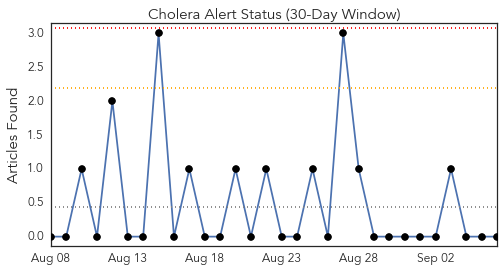 Cholera Alert Status (30-Day Window)
Articles Found
3.0
2.5
2.0
1.5
1.0
0.5
0.0
Aug 08 Aug 13 Aug 18 Aug 23 Aug 28 Sep 02